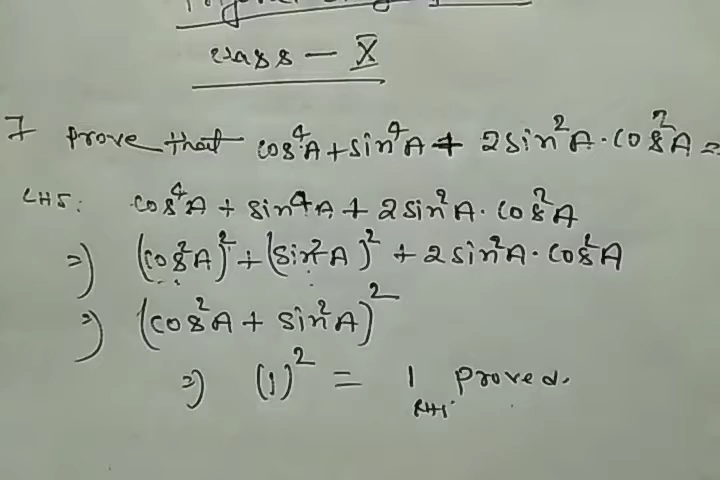 class - X
7 prove that cos⁴A + sin⁴A + 2sin²A·cos²A =
LHS: cos⁴A + sin⁴A + 2sin²A·cos²A
⇒) (cos²A)² + (sin²A)² + 2sin²A·cos²A
⇒) (cos²A + sin²A)²
⇒) (1)² = 1 proved.
RHS